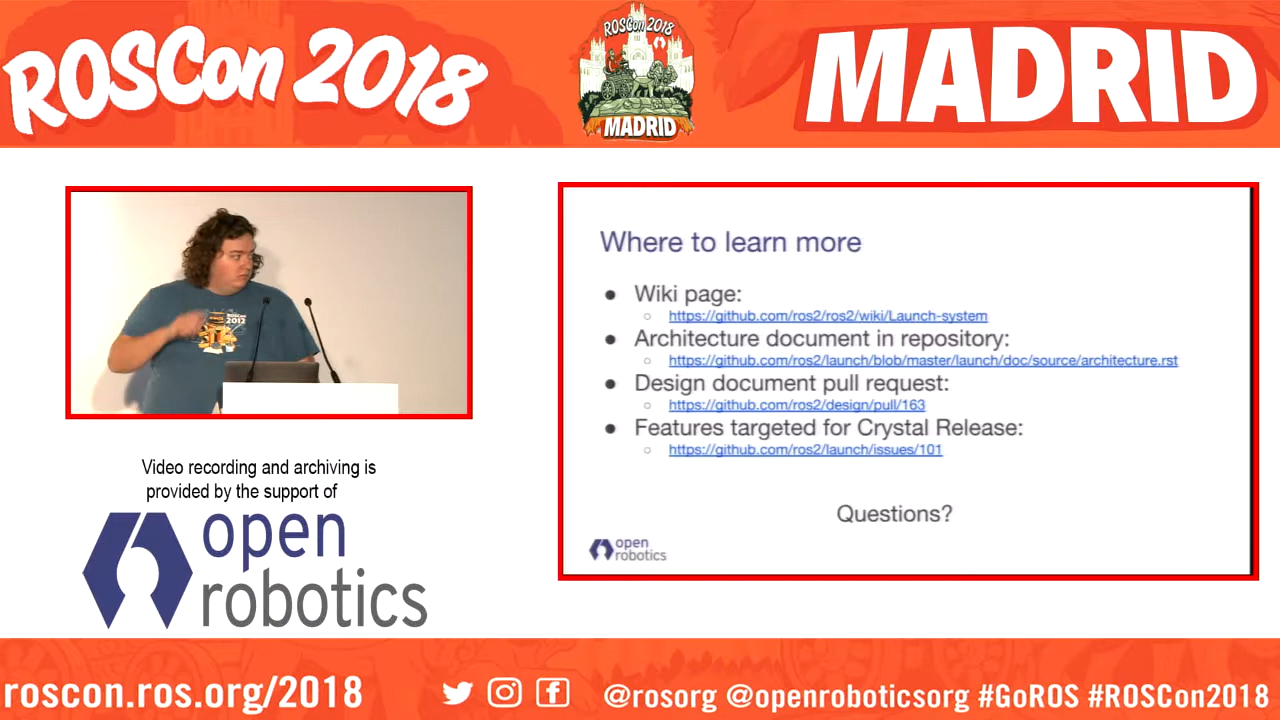 ROSCon 2018
ROSCon 2018
MADRID
MADRID
ROSCon
2012
Where to learn more
● Wiki page:
○ https://github.com/ros2/ros2/wiki/Launch-system
● Architecture document in repository:
○ https://github.com/ros2/launch/blob/master/launch/doc/source/architecture.rst
● Design document pull request:
○ https://github.com/ros2/design/pull/163
● Features targeted for Crystal Release:
○ https://github.com/ros2/launch/issues/101
Questions?
open
robotics
Video recording and archiving is
provided by the support of
open
robotics
roscon.ros.org/2018
@rosorg @openroboticsorg #GoROS #ROSCon2018